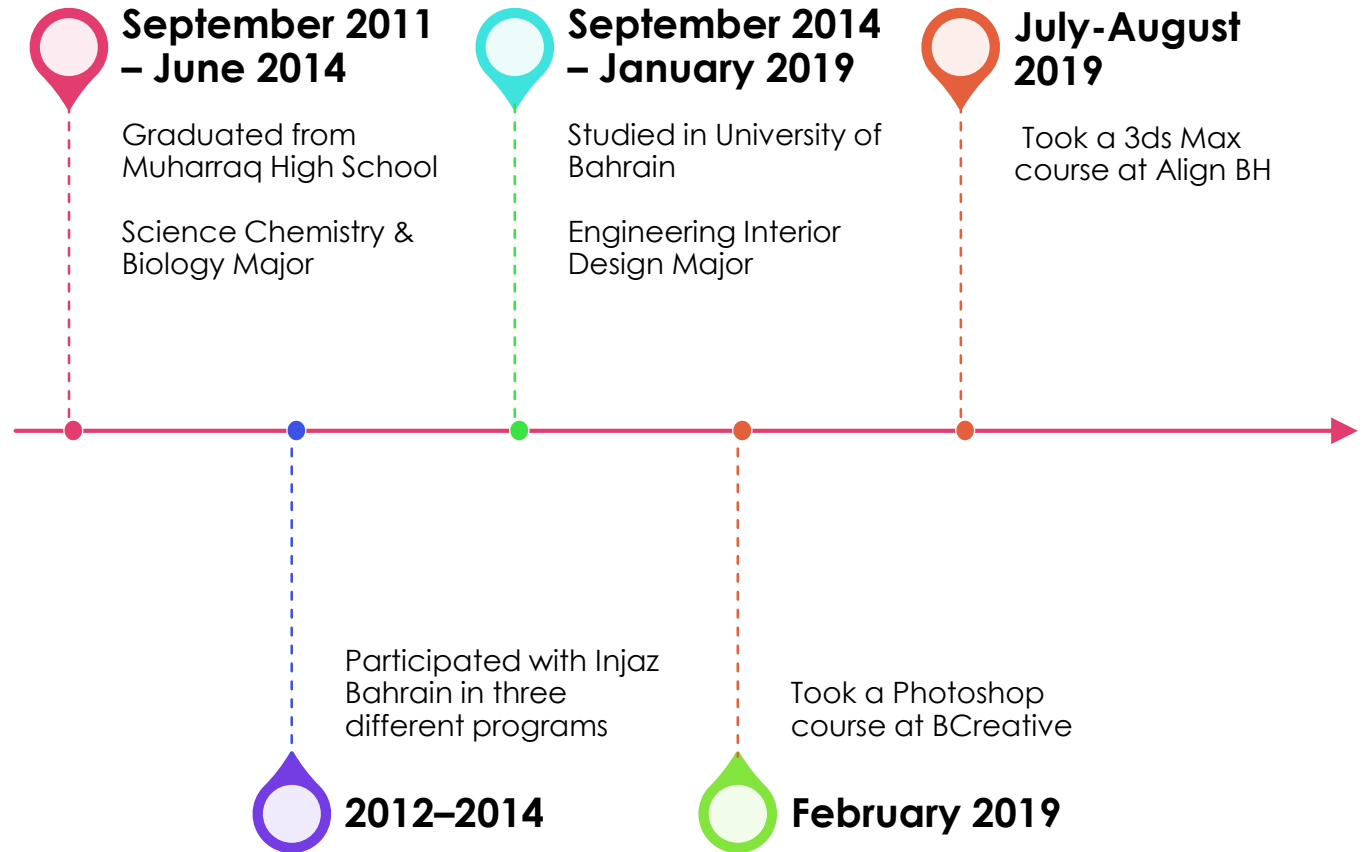 September 2011
– June 2014
Graduated from
Muharraq High School
Science Chemistry &
Biology Major
September 2014
– January 2019
Studied in University of
Bahrain
Engineering Interior
Design Major
July-August
2019
Took a 3ds Max
course at Align BH
Participated with Injaz
Bahrain in three
different programs
2012–2014
Took a Photoshop
course at BCreative
February 2019